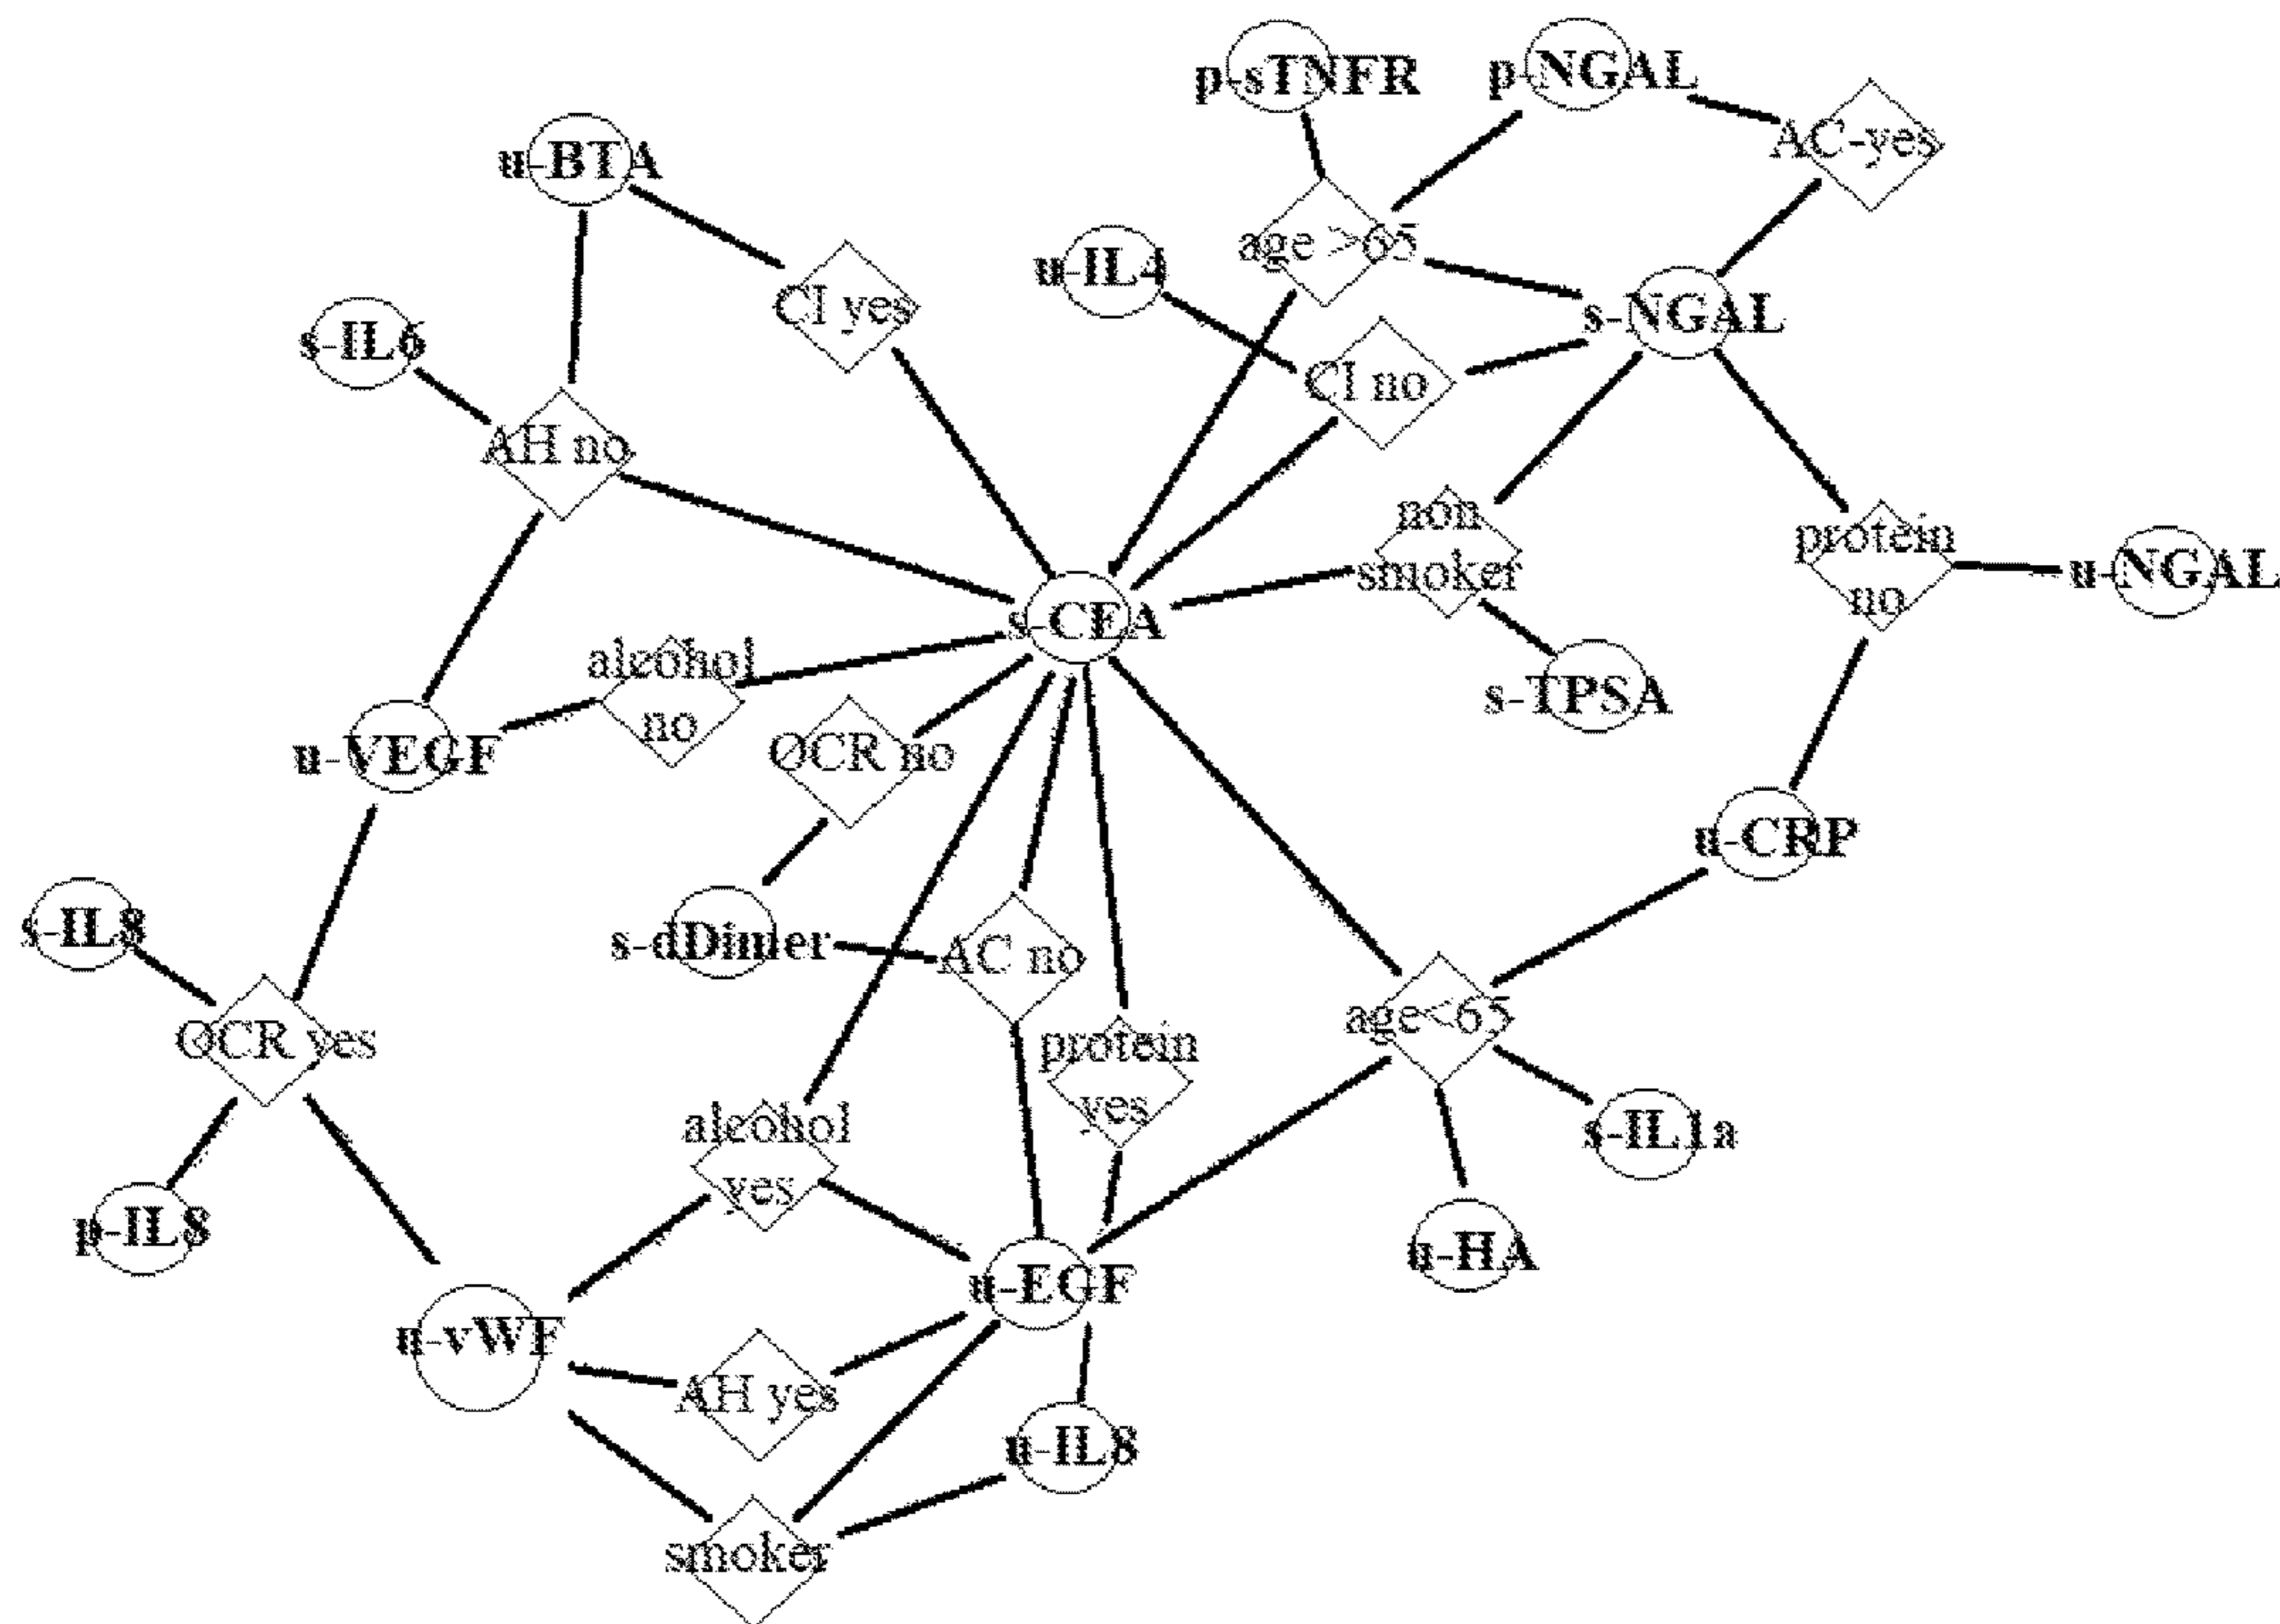 p-sTNFR
p-NGAL
AC-yes
u-BTA
age >65
u-IL4
CI yes
s-NGAL
s-IL6
CI no
AH no
non
smoker
protein
no
u-NGAL
s-CEA
alcohol
no
s-TPSA
u-VEGF
OCR no
u-CRP
s-IL8
s-dDimer
AC no
age<65
OCR yes
protein
yes
alcohol
yes
s-IL1a
p-IL8
u-HA
u-EGF
u-vWF
AH yes
u-IL8
smoker